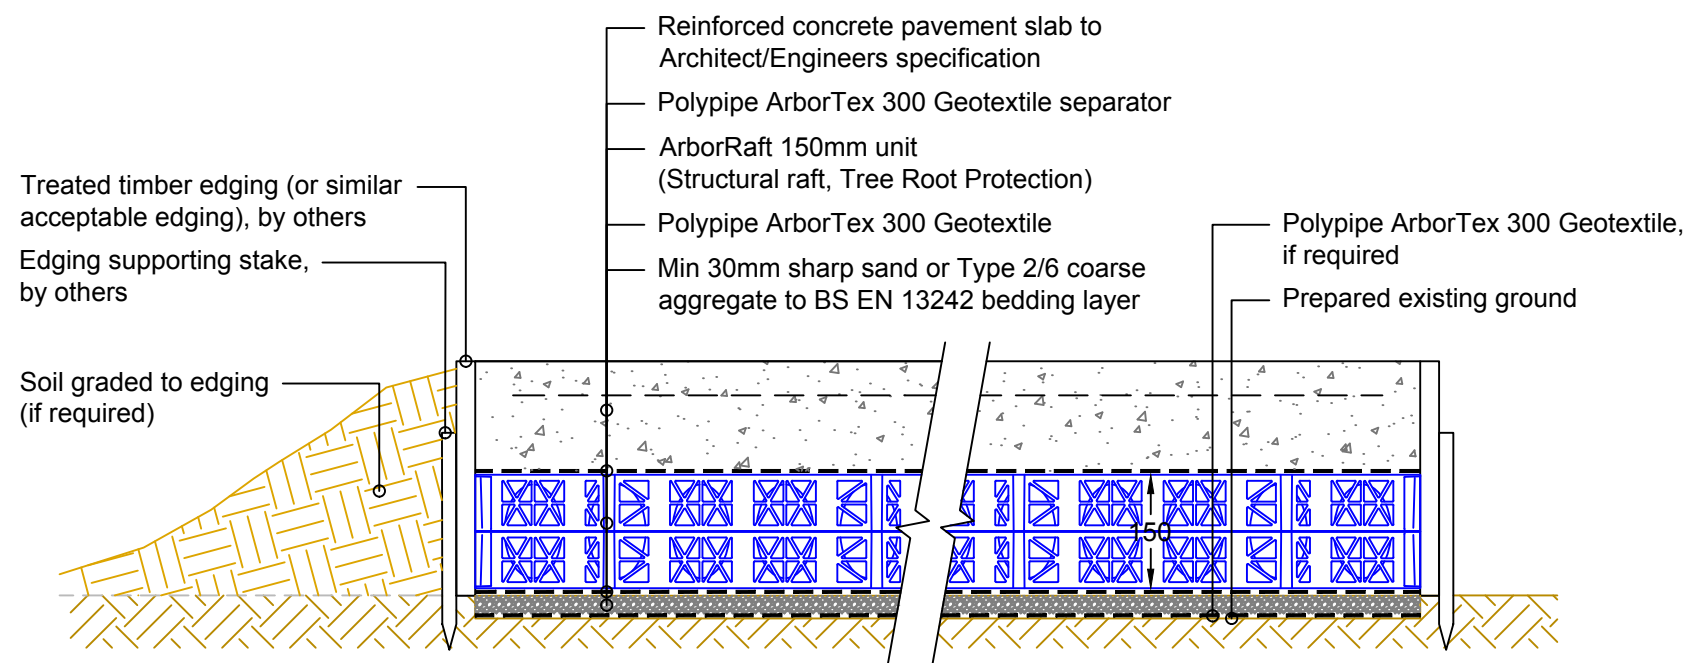 Reinforced concrete pavement slab to
Architect/Engineers specification
Polypipe ArborTex 300 Geotextile separator
ArborRaft 150mm unit
(Structural raft, Tree Root Protection)
Polypipe ArborTex 300 Geotextile
Min 30mm sharp sand or Type 2/6 coarse
aggregate to BS EN 13242 bedding layer
Treated timber edging (or similar
acceptable edging), by others
Edging supporting stake,
by others
Soil graded to edging
(if required)
Polypipe ArborTex 300 Geotextile,
if required
Prepared existing ground
150